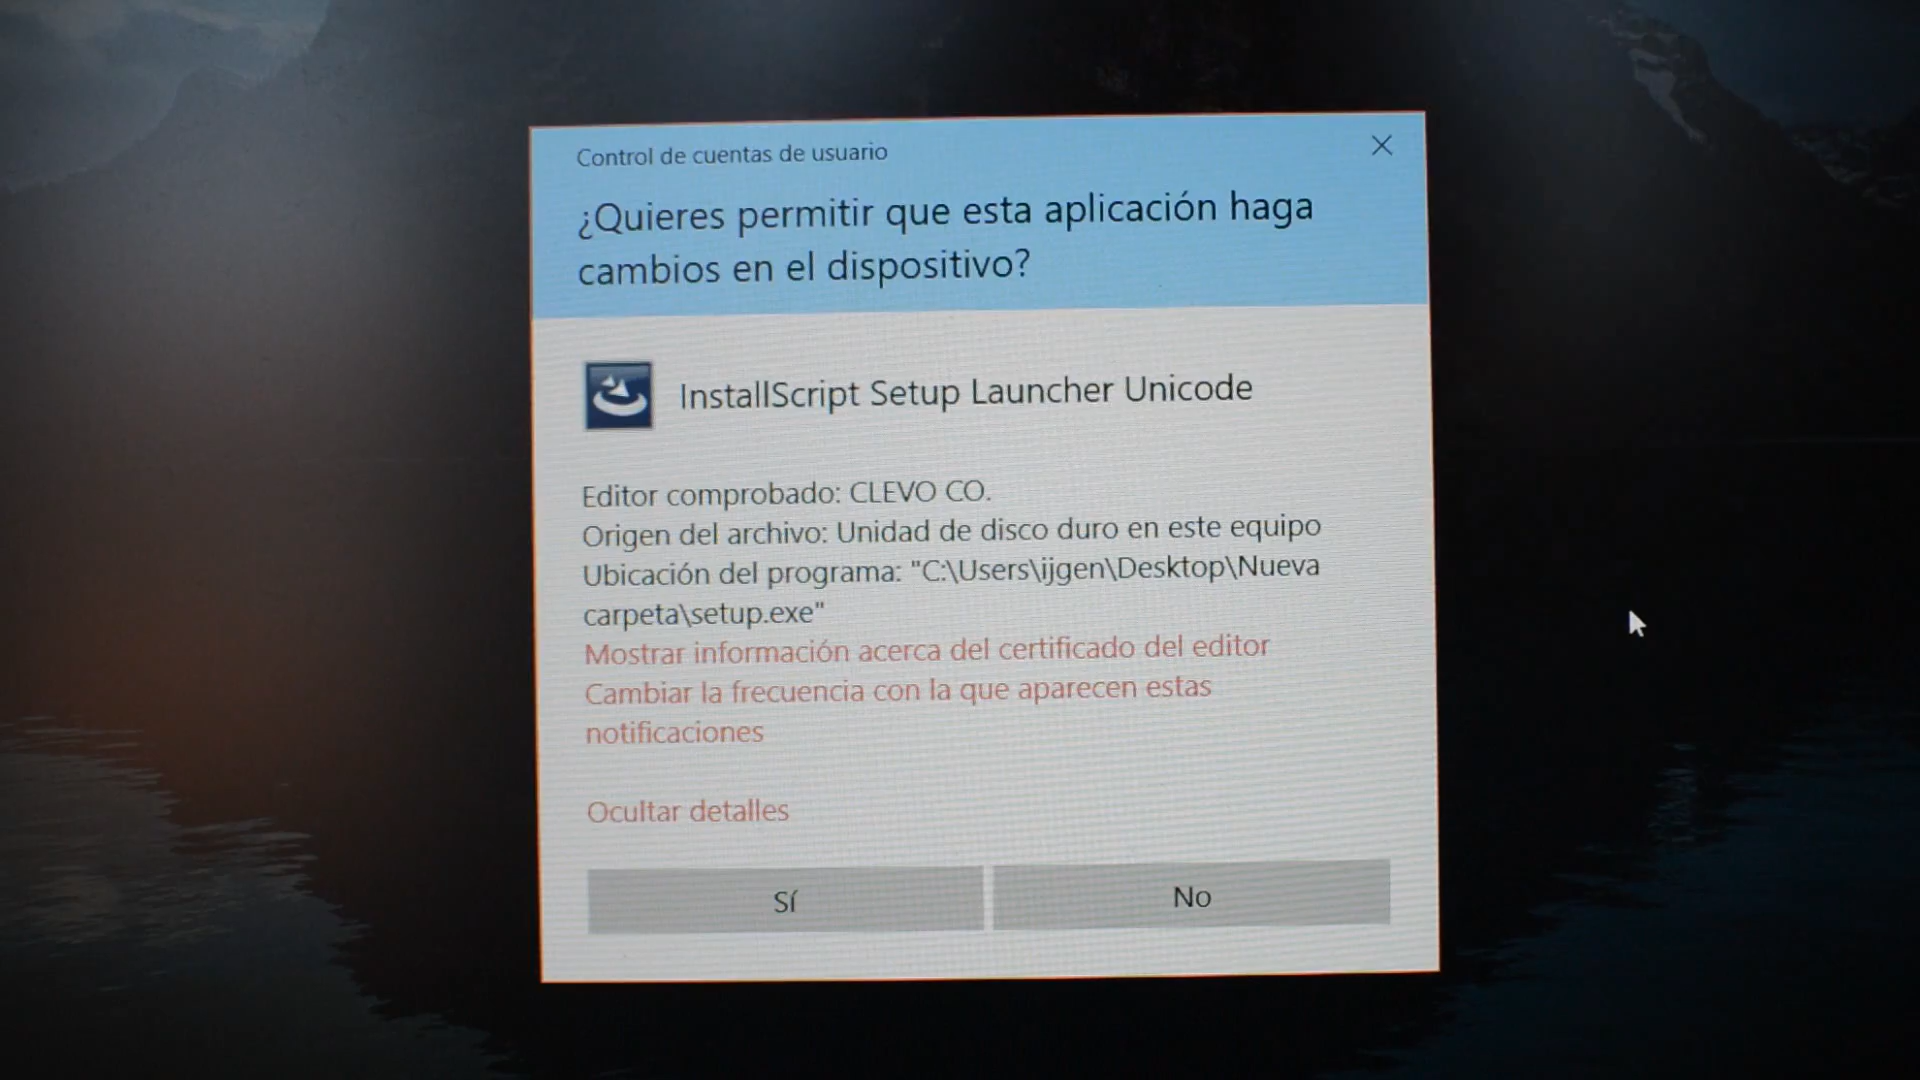 Control de cuentas de usuario
¿Quieres permitir que esta aplicación haga
cambios en el dispositivo?
InstallScript Setup Launcher Unicode
Editor comprobado: CLEVO CO.
Origen del archivo: Unidad de disco duro en este equipo
Ubicación del programa: "C:\Users\ijgen\Desktop\Nueva
carpeta\setup.exe"
Mostrar información acerca del certificado del editor
Cambiar la frecuencia con la que aparecen estas
notificaciones
Ocultar detalles
Sí
No